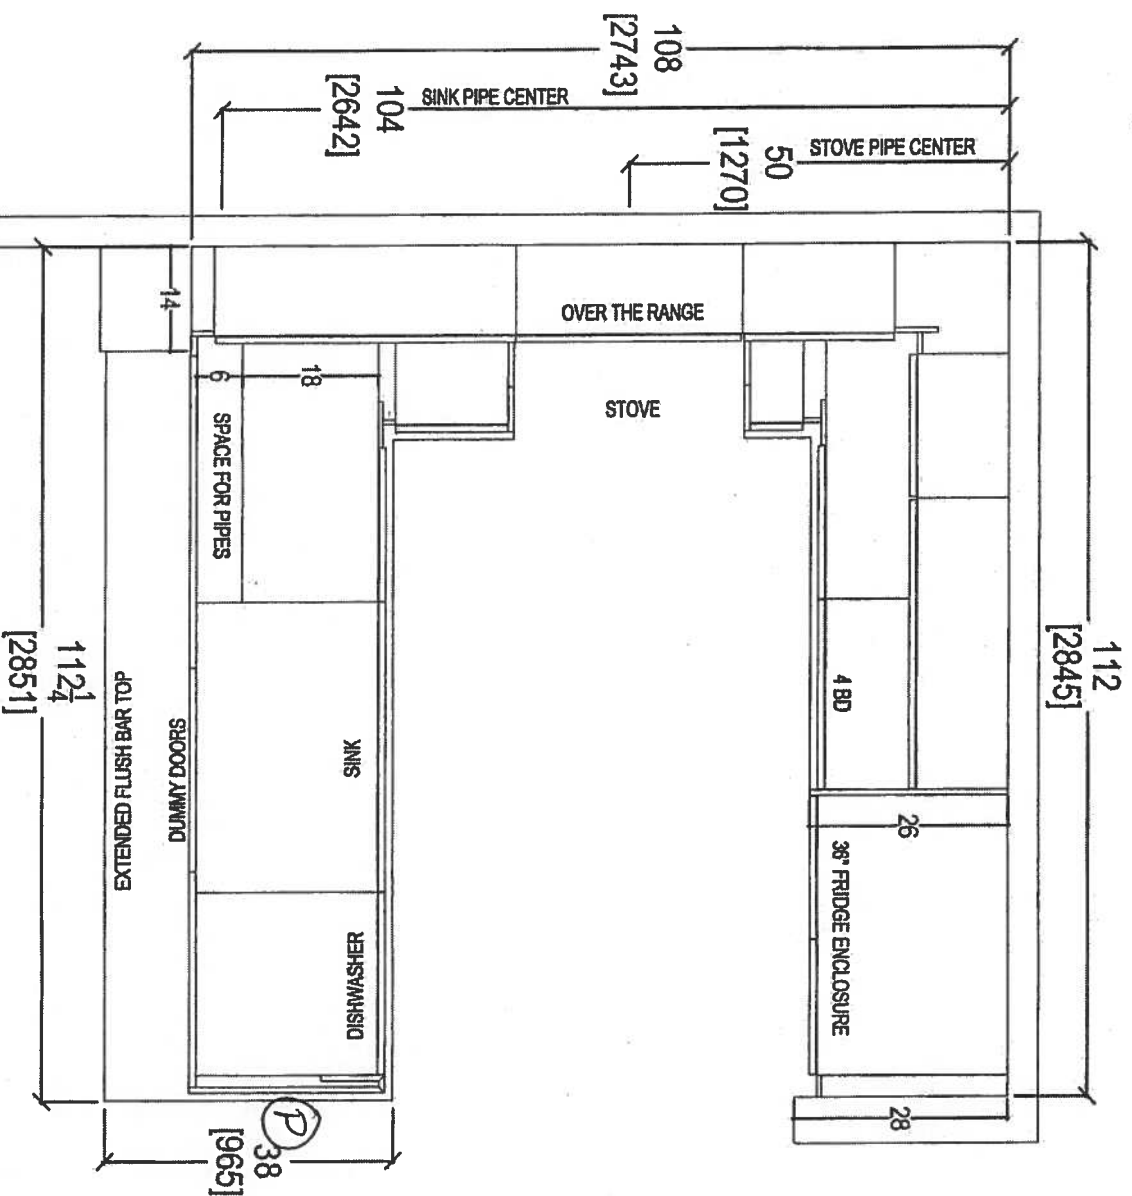 108
[2743]
104
[2642]
SINK PIPE CENTER
50
[1270]
STOVE PIPE CENTER
OVER THE RANGE
STOVE
14
6
18
SPACE FOR PIPES
112
[2845]
4 BD
26
36" FRIDGE ENCLOSURE
28
SINK
DISHWASHER
DUMMY DOORS
EXTENDED FLUSH BAR TOP
112 1/4
[2851]
P
38
[965]